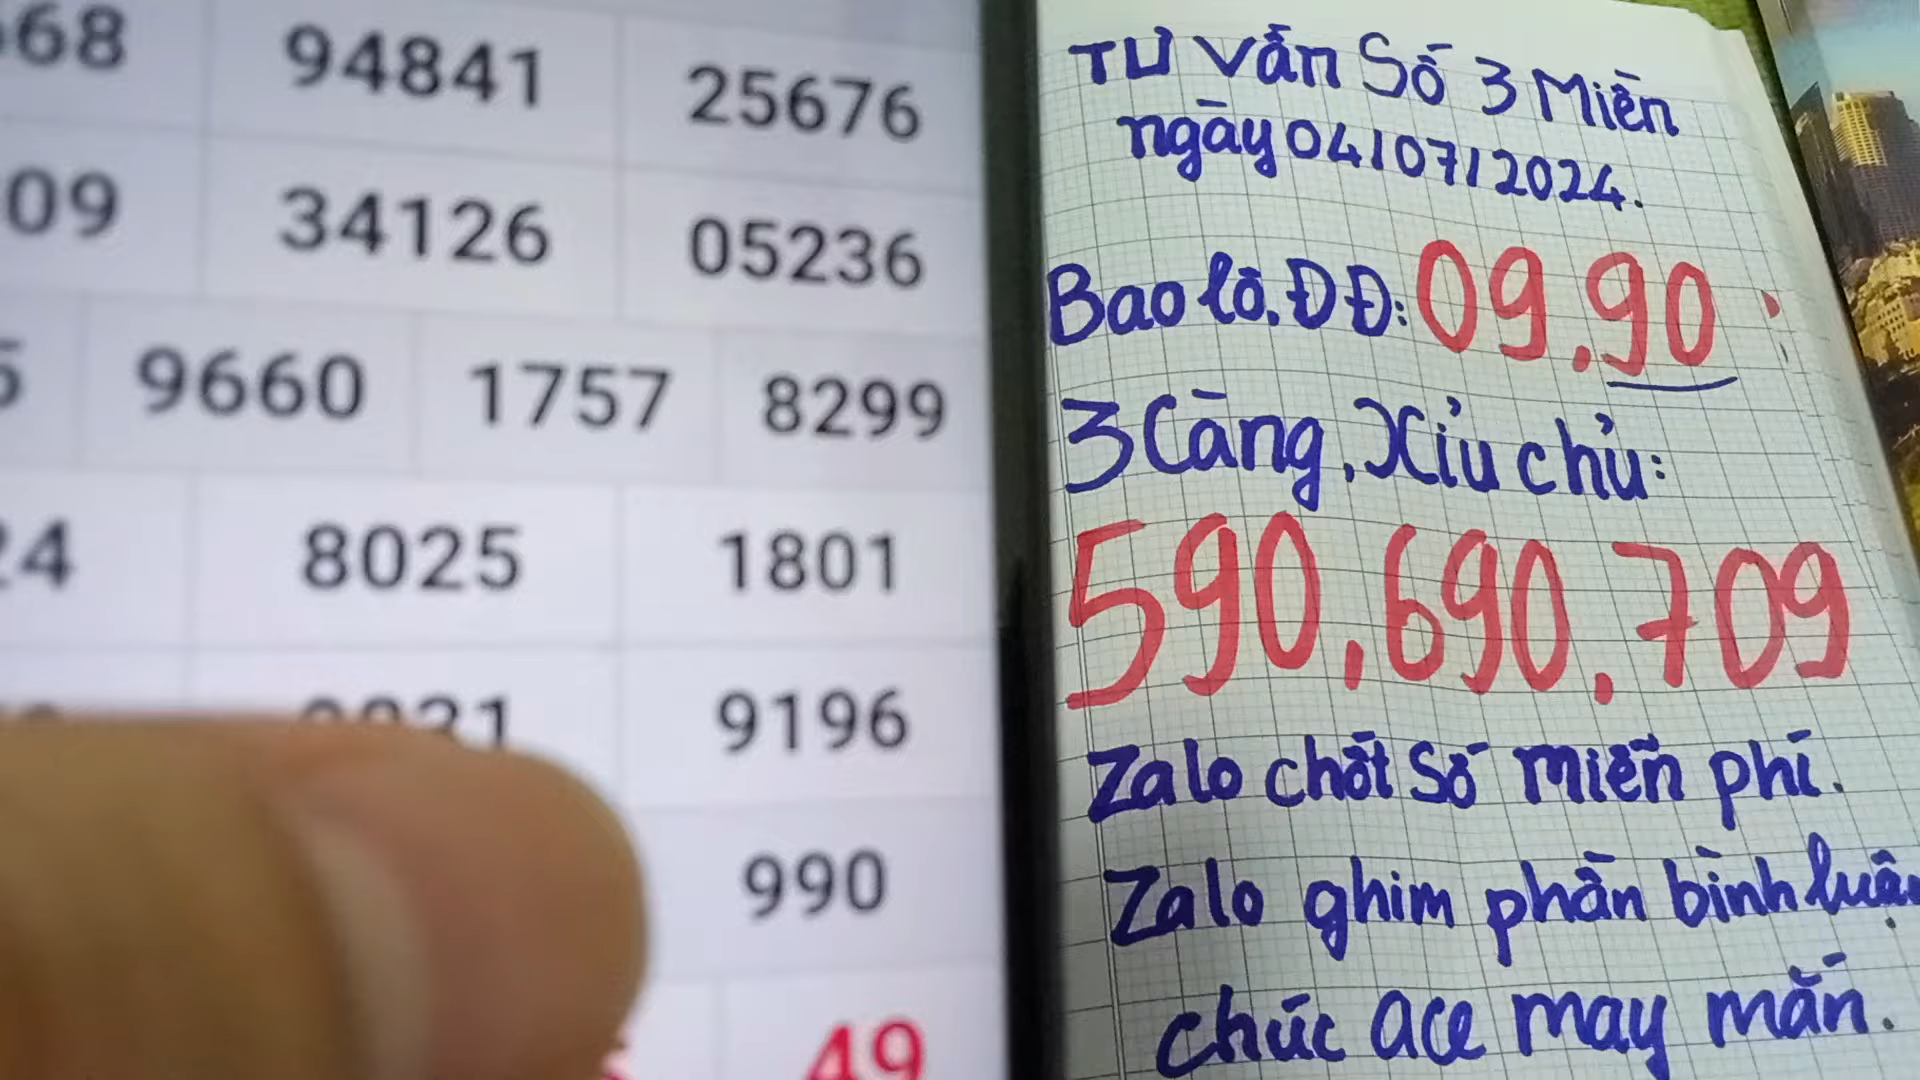 68 94841 25676
09 34126 05236
9660 1757 8299
24 8025 1801
9196
990
49
Tư vấn Số 3 Miền
ngày 04/07/2024.
Bao lô. ĐĐ: 09.90
3 Càng, Xỉu chủ:
590.690.709
Zalo chốt số miễn phí.
Zalo ghim phần bình luận
chúc ace may mắn.